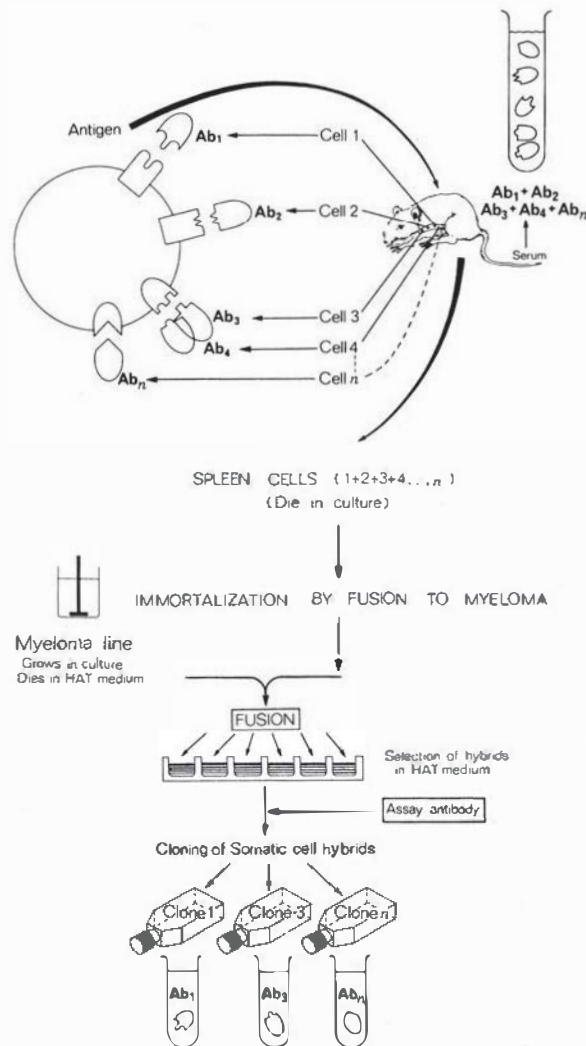 Antigen
Ab1
Cell 1
Ab2
Cell 2
Ab3
Cell 3
Ab4
Cell 4
Abn
Cell n
Ab1 + Ab2
Ab3 + Ab4 + Abn
Serum
SPLEEN CELLS (1+2+3+4...n)
(Die in culture)
IMMORTALIZATION BY FUSION TO MYELOMA
Myeloma line
Grows in culture
Dies in HAT medium
FUSION
Selection of hybrids
in HAT medium
Assay antibody
Cloning of Somatic cell hybrids
Clone 1
Clone 3
Clone n
Ab1
Ab3
Abn